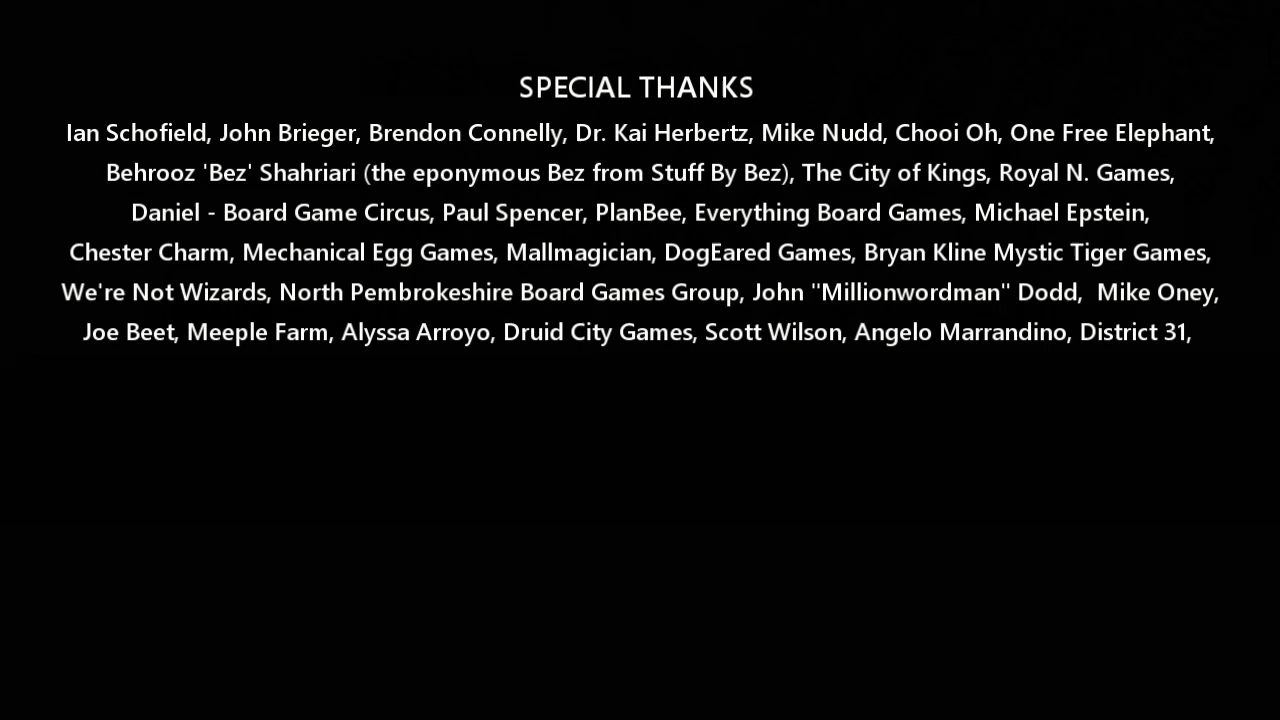 SPECIAL THANKS
Ian Schofield, John Brieger, Brendon Connelly, Dr. Kai Herbertz, Mike Nudd, Chooi Oh, One Free Elephant,
Behrooz 'Bez' Shahriari (the eponymous Bez from Stuff By Bez), The City of Kings, Royal N. Games,
Daniel - Board Game Circus, Paul Spencer, PlanBee, Everything Board Games, Michael Epstein,
Chester Charm, Mechanical Egg Games, Mallmagician, DogEared Games, Bryan Kline Mystic Tiger Games,
We're Not Wizards, North Pembrokeshire Board Games Group, John "Millionwordman" Dodd,  Mike Oney,
Joe Beet, Meeple Farm, Alyssa Arroyo, Druid City Games, Scott Wilson, Angelo Marrandino, District 31,